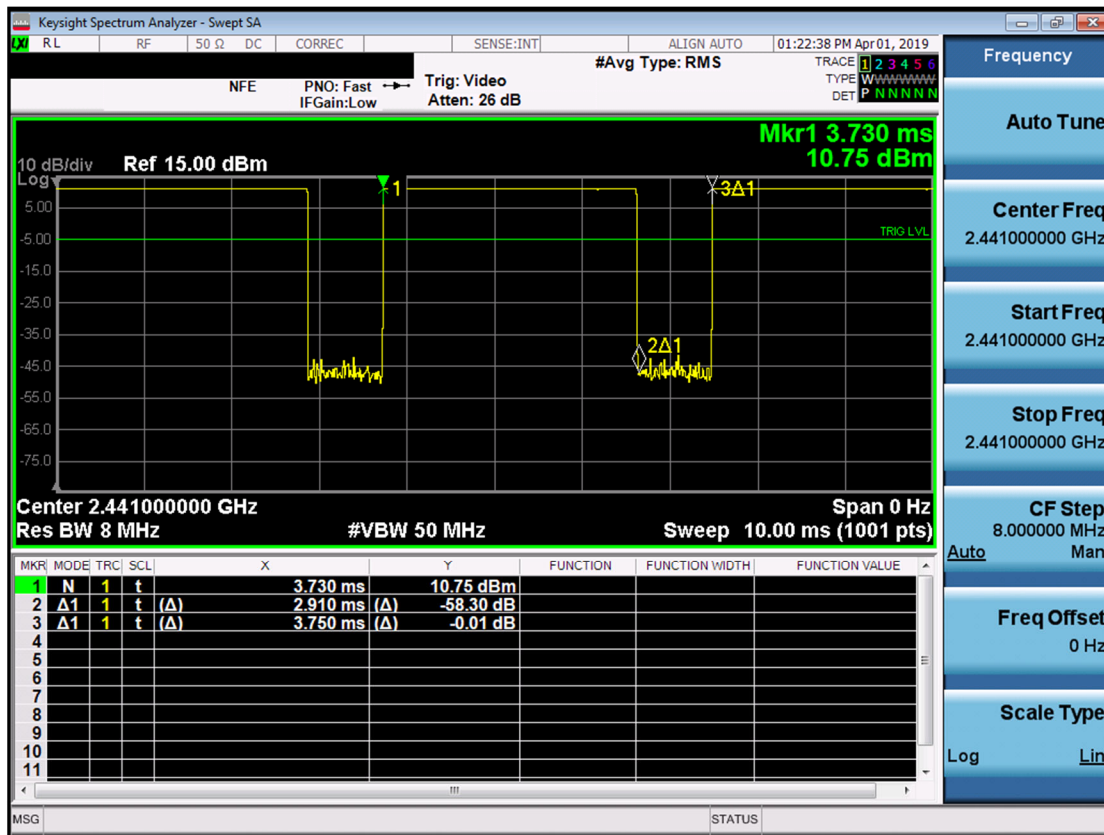 Keysight Spectrum Analyzer - Swept SA
LXI RL RF 50 Ω DC CORREC SENSE:INT ALIGN AUTO 01:22:38 PM Apr 01, 2019
NFE PNO: Fast IFGain:Low Trig: Video Atten: 26 dB #Avg Type: RMS
TRACE 1 2 3 4 5 6
TYPE W W W W W W
DET P N N N N N
Mkr1 3.730 ms
10.75 dBm
10 dB/div Ref 15.00 dBm
Log
1 3Δ1
5.00
-5.00 TRIG LVL
-15.0
-25.0
-35.0
2Δ1
-45.0
-55.0
-65.0
-75.0
Center 2.441000000 GHz Span 0 Hz
Res BW 8 MHz #VBW 50 MHz Sweep 10.00 ms (1001 pts)
MKR MODE TRC SCL X Y FUNCTION FUNCTION WIDTH FUNCTION VALUE
1 N 1 t 3.730 ms 10.75 dBm
2 Δ1 1 t (Δ) 2.910 ms (Δ) -58.30 dB
3 Δ1 1 t (Δ) 3.750 ms (Δ) -0.01 dB
4
5
6
7
8
9
10
11
MSG STATUS
Frequency
Auto Tune
Center Freq
2.441000000 GHz
Start Freq
2.441000000 GHz
Stop Freq
2.441000000 GHz
CF Step
8.000000 MHz
Auto Man
Freq Offset
0 Hz
Scale Type
Log Lin